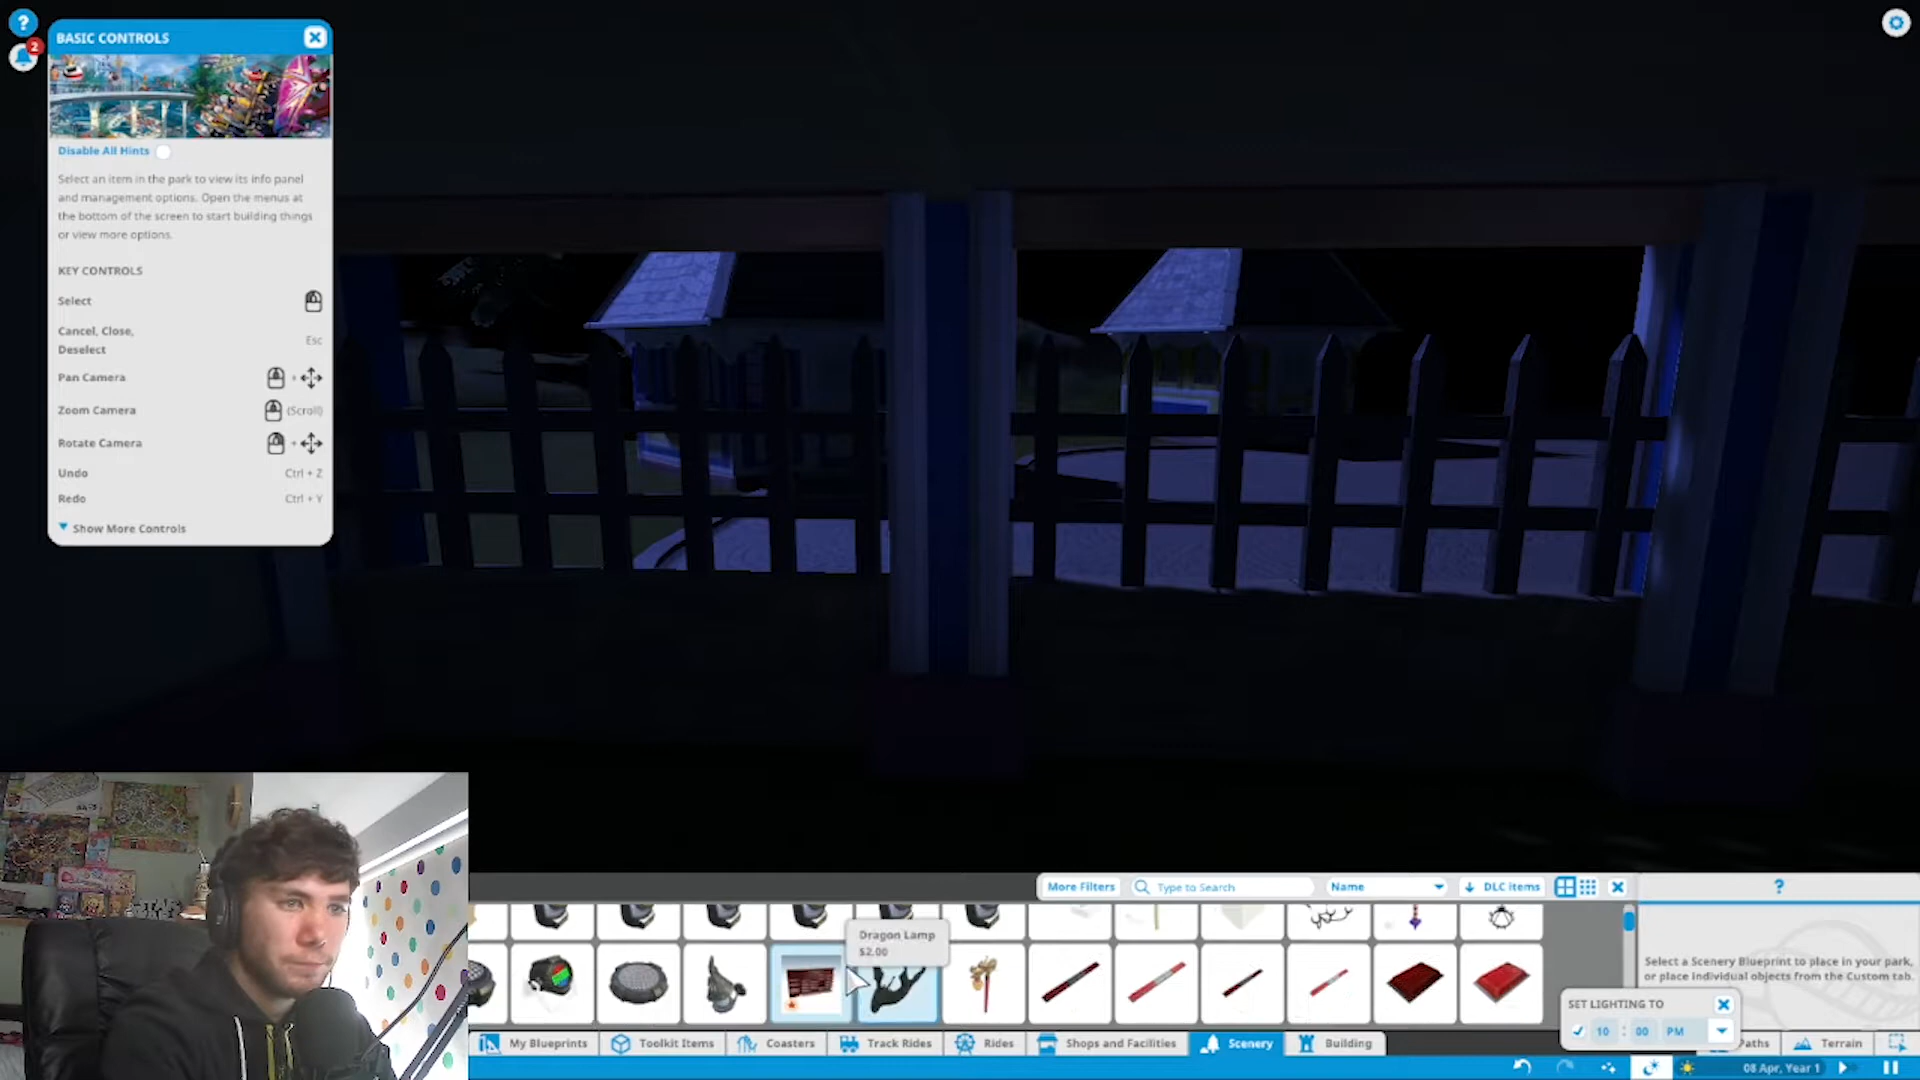 ?
2
BASIC CONTROLS
Disable All Hints
Select an item in the park to view its info panel
and management options. Open the menus at
the bottom of the screen to start building things
or view more options.
KEY CONTROLS
Select
Cancel, Close,
Deselect
Esc
Pan Camera
+
Zoom Camera
(Scroll)
Rotate Camera
+
Undo
Ctrl + Z
Redo
Ctrl + Y
Show More Controls
More Filters
Type to Search
Name
DLC items
?
Dragon Lamp
$2.00
Select a Scenery Blueprint to place in your park,
or place individual objects from the Custom tab.
SET LIGHTING TO
10 : 00 PM
My Blueprints
Toolkit Items
Coasters
Track Rides
Rides
Shops and Facilities
Scenery
Building
Paths
Terrain
08 Apr, Year 1